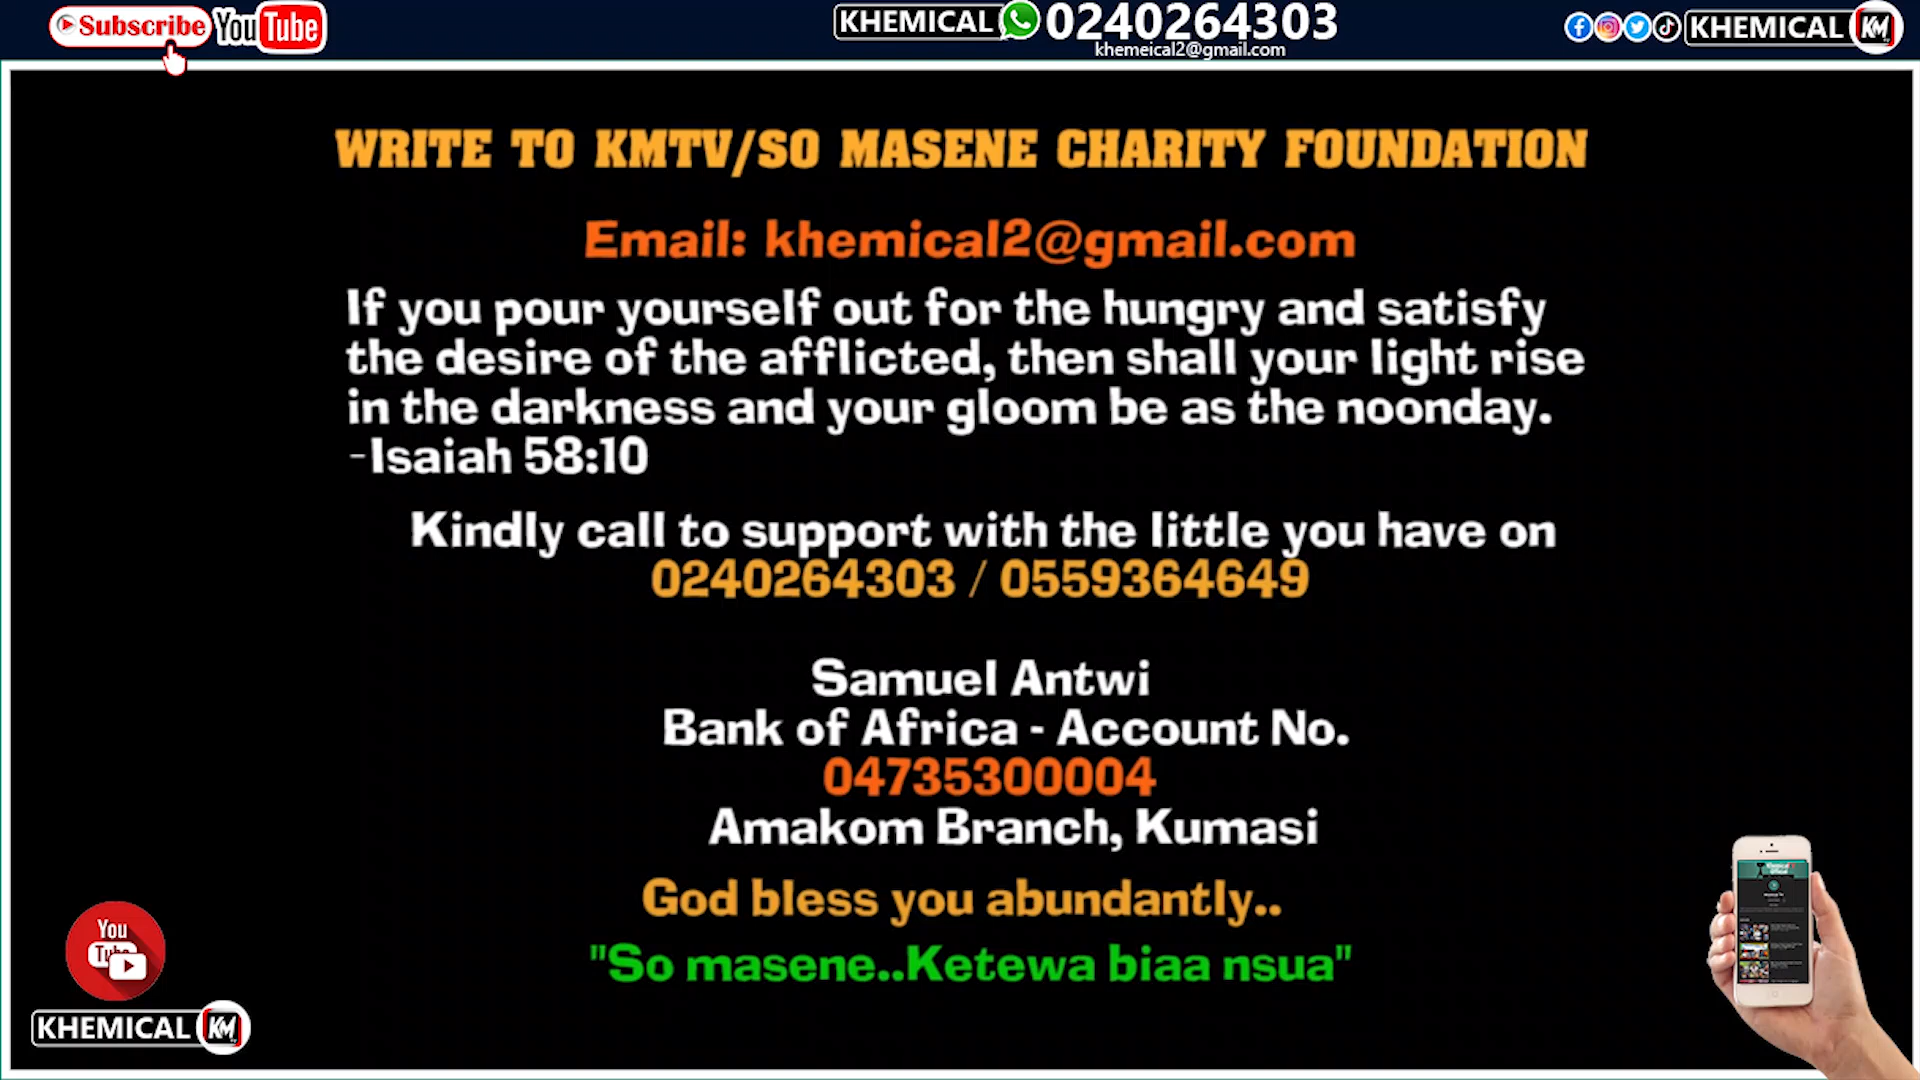 Subscribe YouTube
KHEMICAL 0240264303
khemeical2@gmail.com
KHEMICAL KM
WRITE TO KMTV/SO MASENE CHARITY FOUNDATION
Email: khemical2@gmail.com
If you pour yourself out for the hungry and satisfy
the desire of the afflicted, then shall your light rise
in the darkness and your gloom be as the noonday.
-Isaiah 58:10
Kindly call to support with the little you have on
0240264303 / 0559364649
Samuel Antwi
Bank of Africa - Account No.
04735300004
Amakom Branch, Kumasi
God bless you abundantly..
"So masene..Ketewa biaa nsua"
You
Tube
KHEMICAL KM